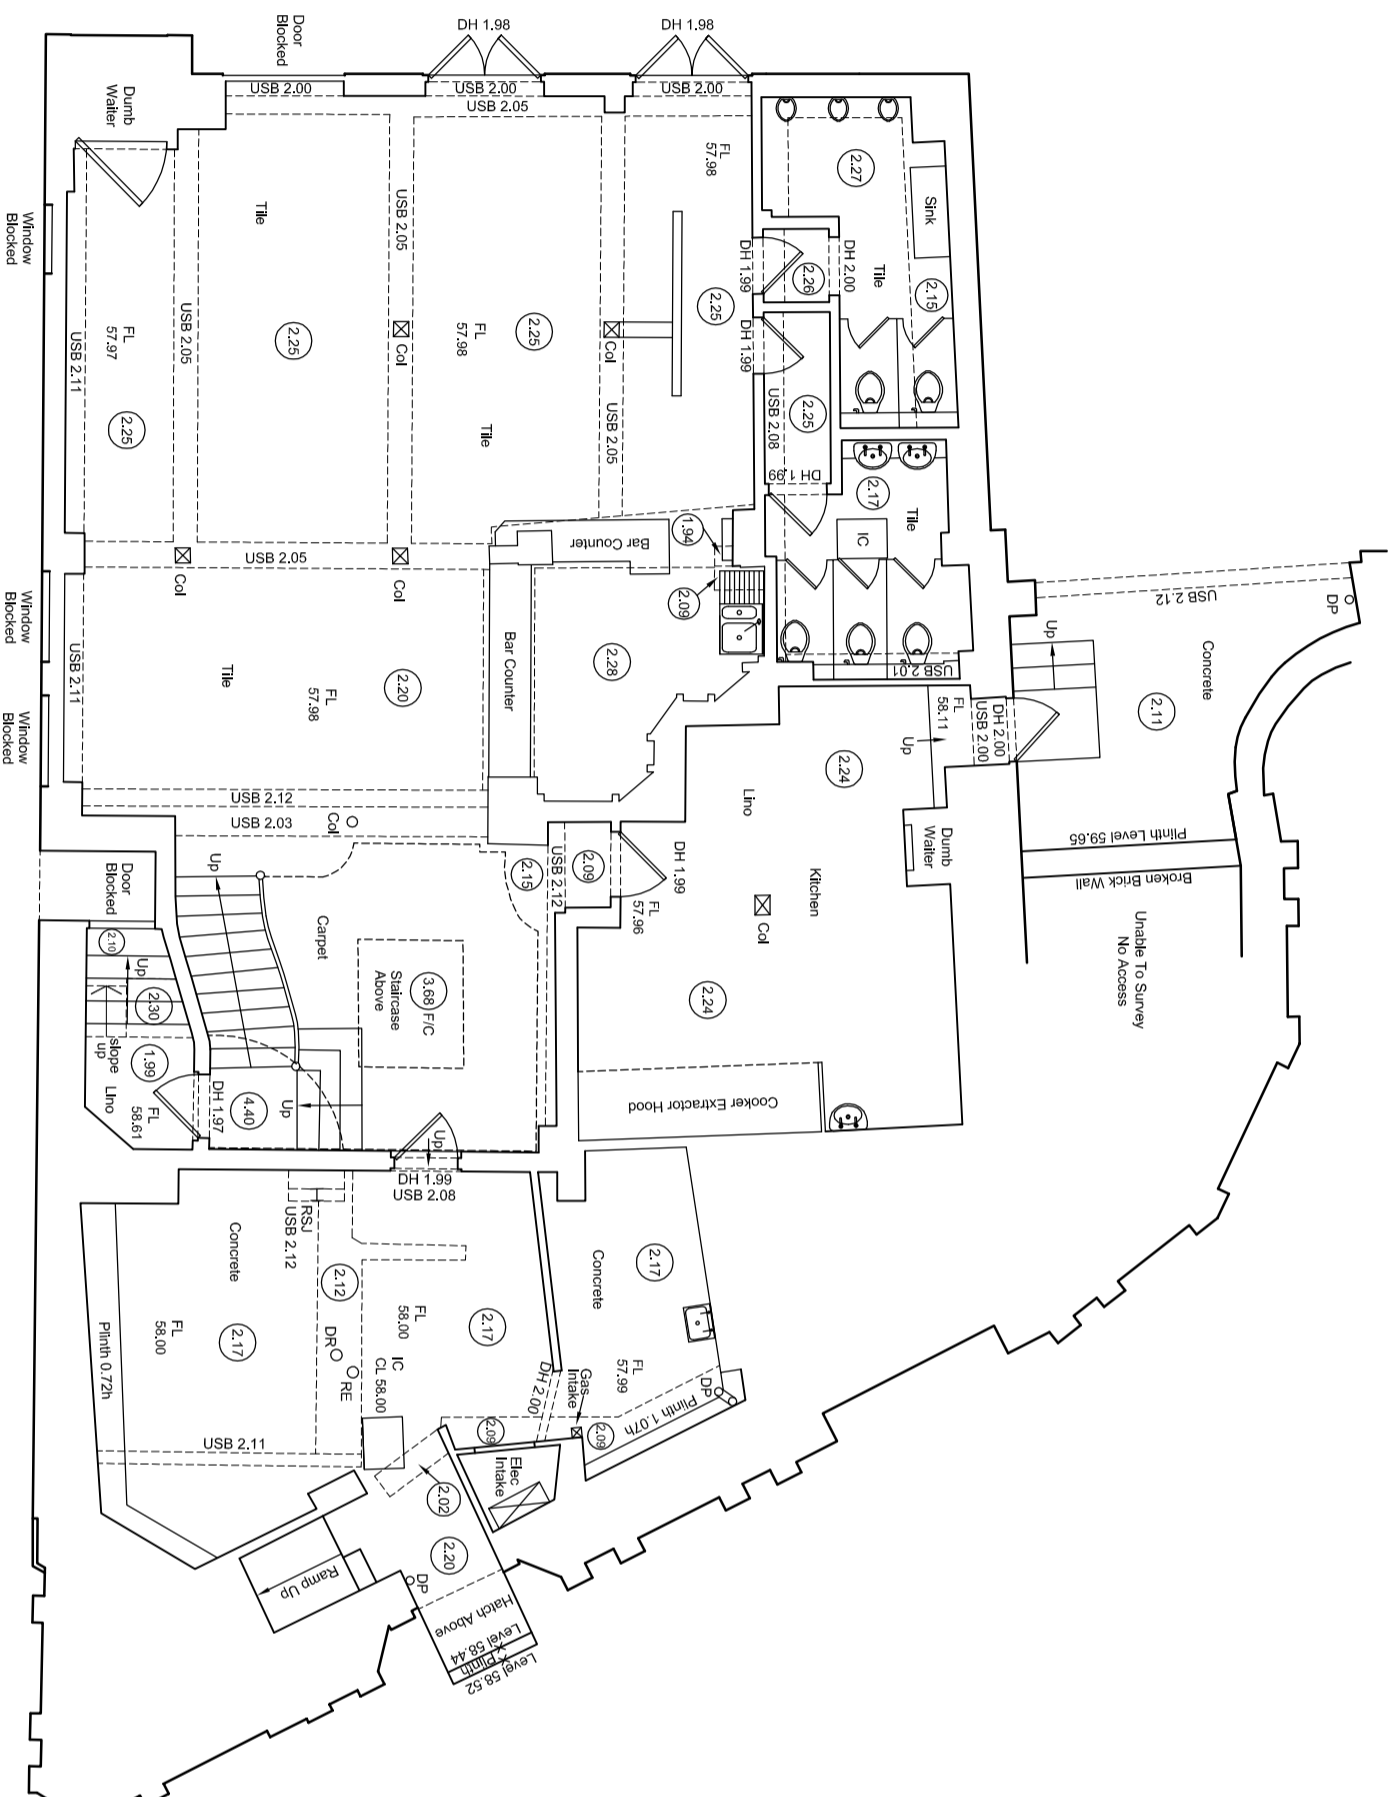 DH 1.98
DH 1.98
Door
Blocked
USB 2.00
USB 2.00
USB 2.00
USB 2.05
Dumb
Waiter
FL
57.98
2.27
Sink
Tile
USB 2.05
Window
Blocked
DH 1.99
2.26
DH 2.00
Tile
2.15
2.25
USB 2.05
FL
57.97
USB 2.11
2.25
Col
FL
57.98
2.25
Col
DH 1.99
2.25
2.25
Tile
USB 2.05
USB 2.08
DH 1.99
2.17
Tile
IC
1.94
Bar Counter
USB 2.05
Col
Col
2.09
Window
Blocked
USB 2.11
Tile
FL
57.98
2.20
Bar Counter
2.28
USB 2.01
USB 2.12
DP
Up
Concrete
2.11
Window
Blocked
FL
58.11
DH 2.00
USB 2.00
Up
2.24
Lino
USB 2.12
USB 2.03
Col
Dumb
Waiter
Plinth Level 59.65
Broken Brick Wall
Door
Blocked
Up
2.15
USB 2.12
2.09
DH 1.99
FL
57.96
Kitchen
Col
Unable To Survey
No Access
Carpet
2.10
Up
2.30
slope
up
1.99
Lino
FL
58.61
3.68 F/C
Staircase
Above
2.24
DH 1.97
4.40
Up
Cooker Extractor Hood
Up
DH 1.99
USB 2.08
RSJ
USB 2.12
Concrete
2.12
Concrete
2.17
FL
58.00
2.17
Plinth 0.72h
FL
58.00
2.17
DR
RE
IC
CL 58.00
FL
57.99
DH 2.00
Gas
Intake
DP
Plinth 1.07h
USB 2.11
2.09
2.09
Elec
Intake
2.02
2.20
Ramp Up
DP
Hatch Above
Level 58.44
Plinth
Level 58.52